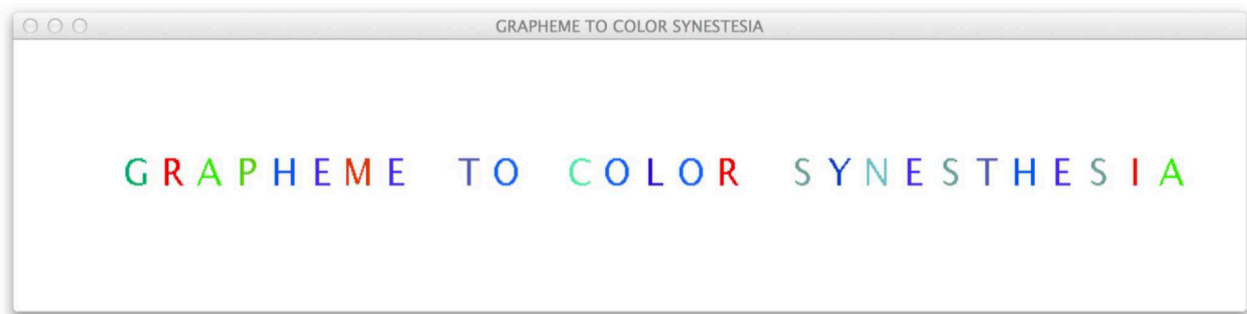 GRAPHEME TO COLOR SYNESTESIA
GRAPHEME TO COLOR SYNESTHESIA